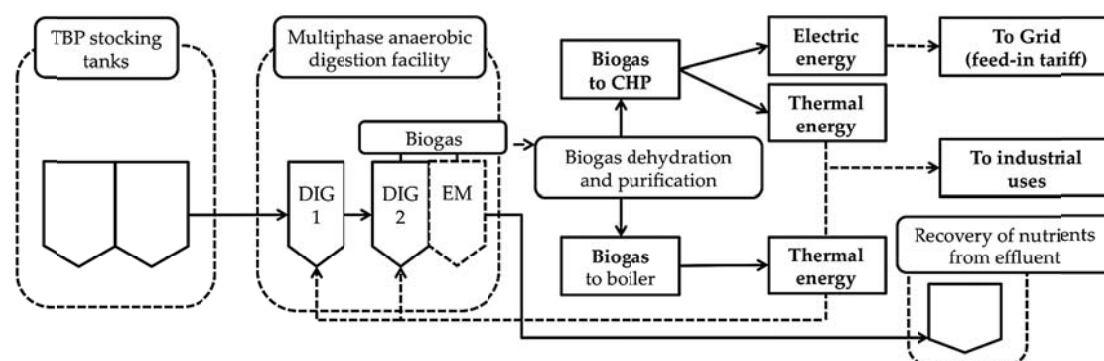 TBP stocking
tanks
Multiphase anaerobic
digestion facility
Biogas
DIG
1
DIG
2
EM
Biogas
to CHP
Biogas dehydration
and purification
Biogas
to boiler
Electric
energy
Thermal
energy
Thermal
energy
To Grid
(feed-in tariff)
To industrial
uses
Recovery of nutrients
from effluent